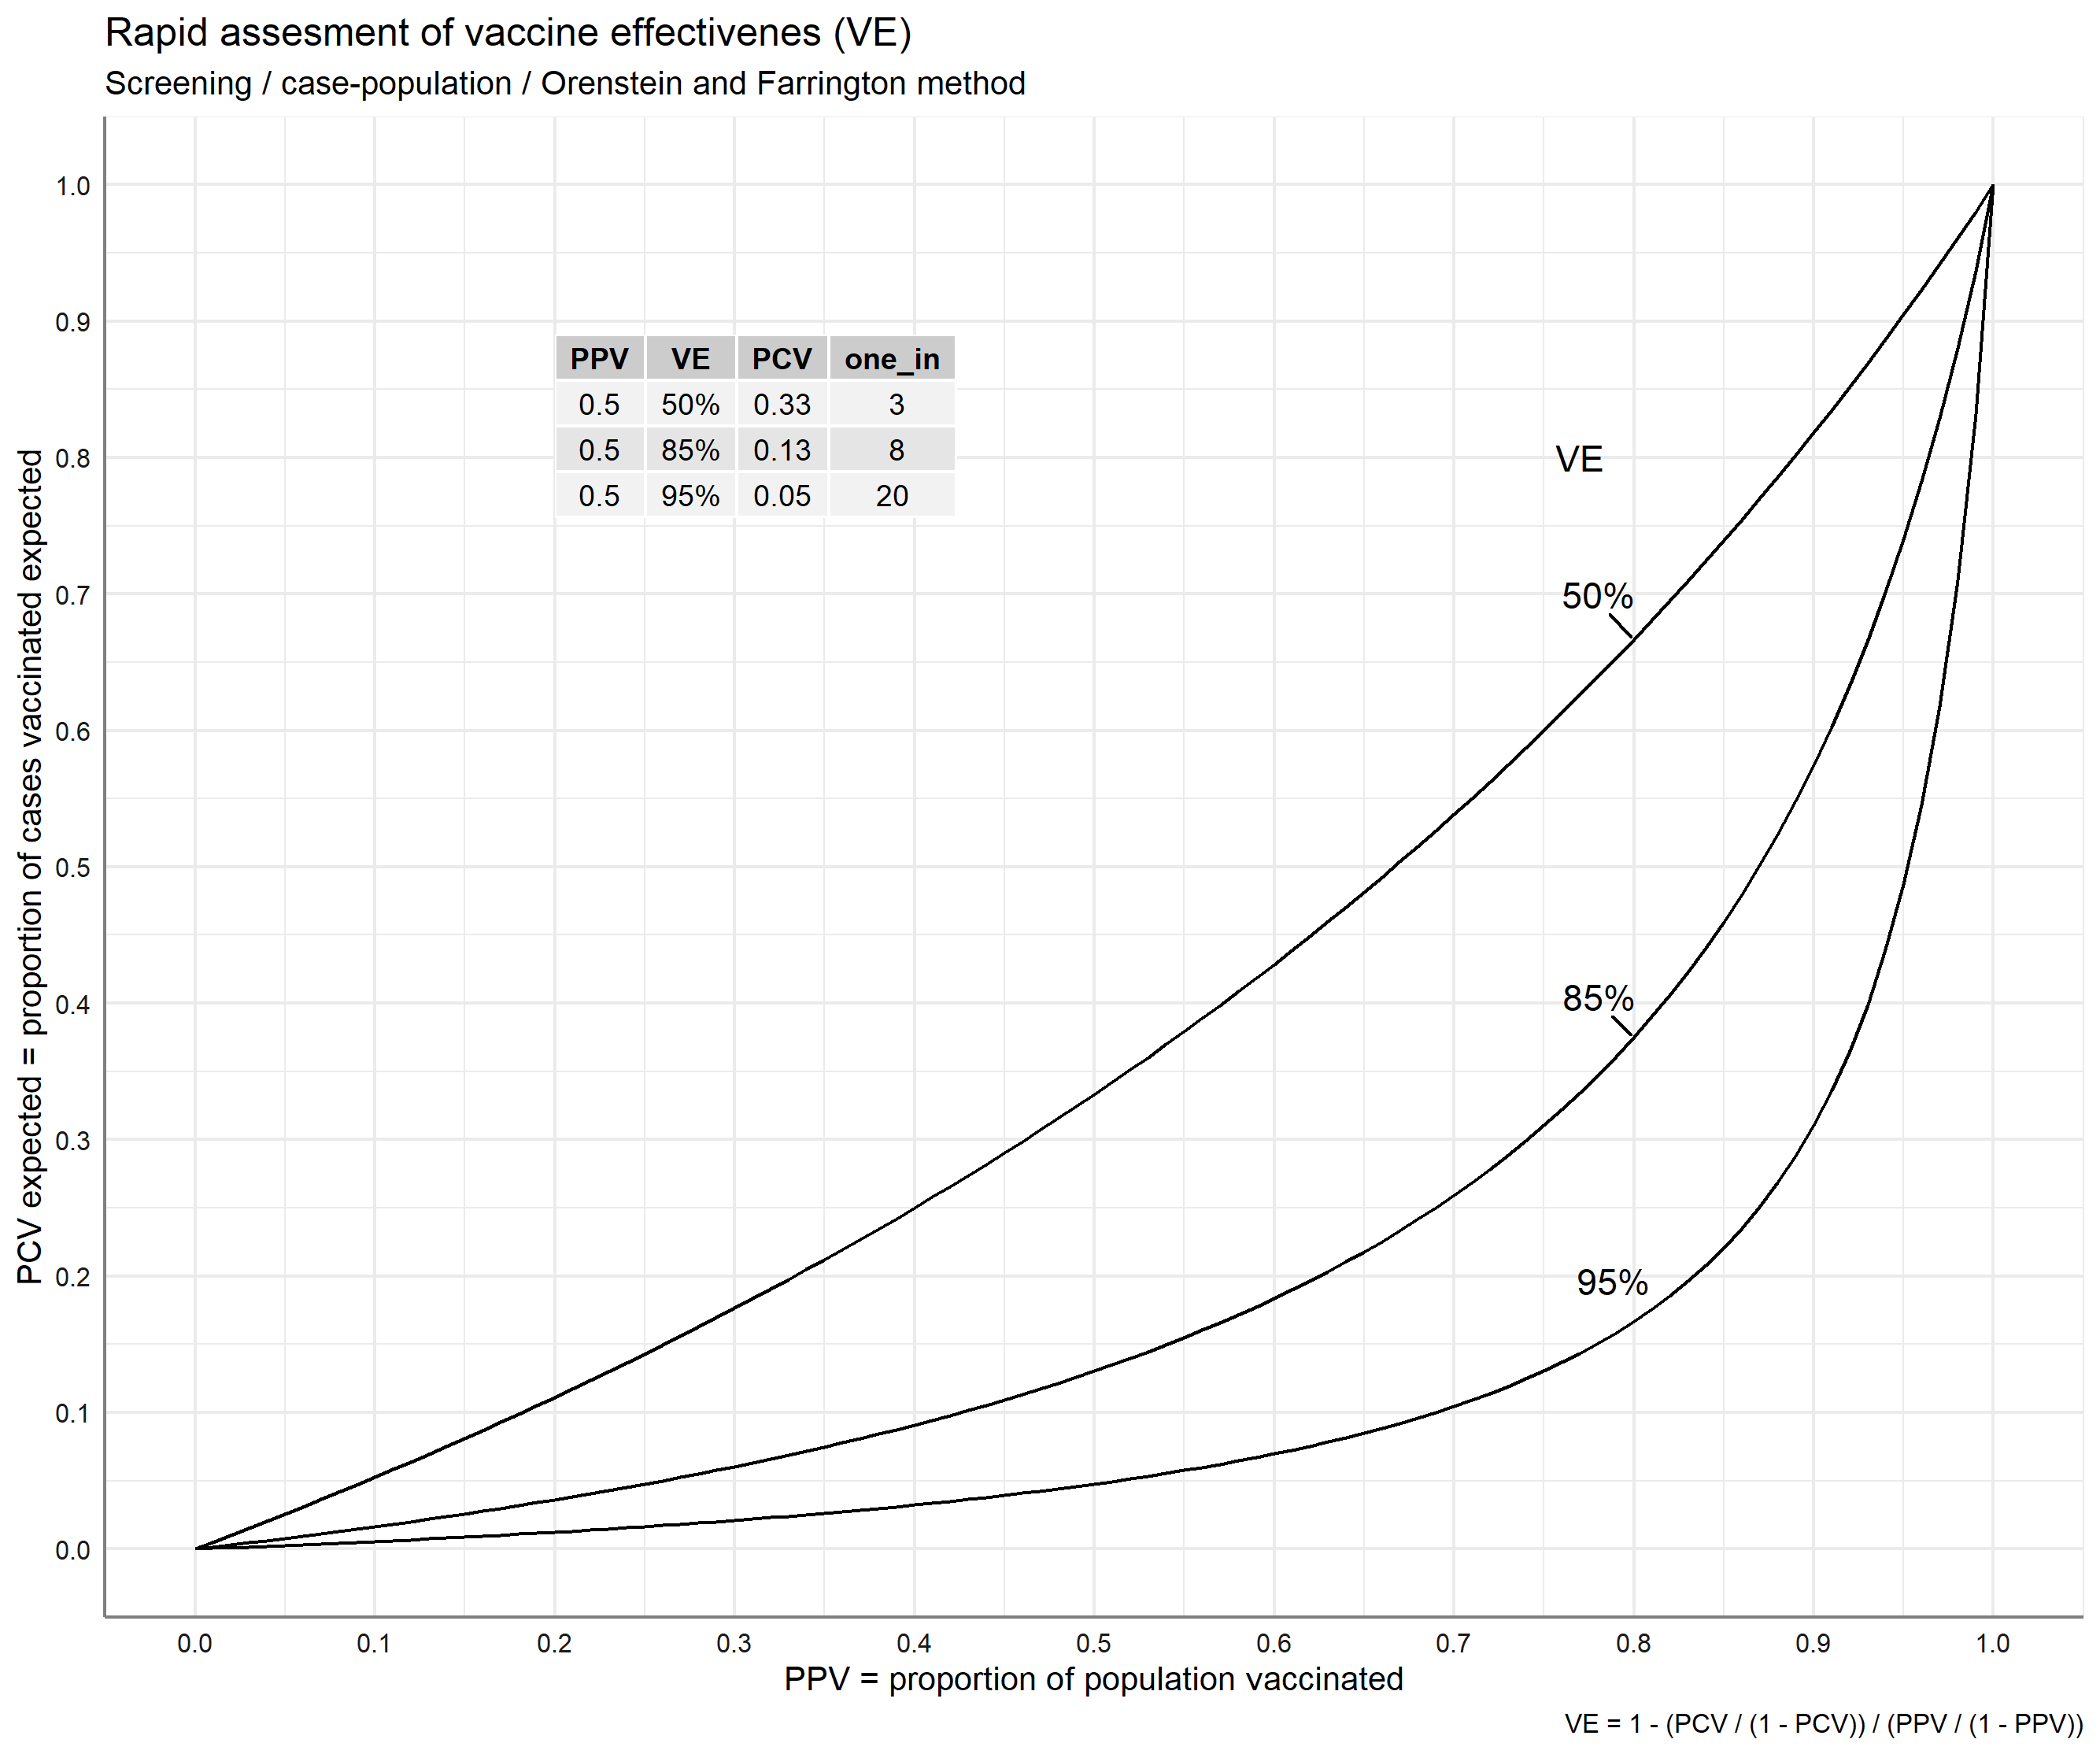 Rapid assesment of vaccine effectivenes (VE)
Screening / case-population / Orenstein and Farrington method
PCV expected = proportion of cases vaccinated expected
1.0
0.9
0.8
0.7
0.6
0.5
0.4
0.3
0.2
0.1
0.0
PPV VE PCV one_in
0.5 50% 0.33 3
0.5 85% 0.13 8
0.5 95% 0.05 20
VE
50%
85%
95%
0.0 0.1 0.2 0.3 0.4 0.5 0.6 0.7 0.8 0.9 1.0
PPV = proportion of population vaccinated
VE = 1 - (PCV / (1 - PCV)) / (PPV / (1 - PPV))